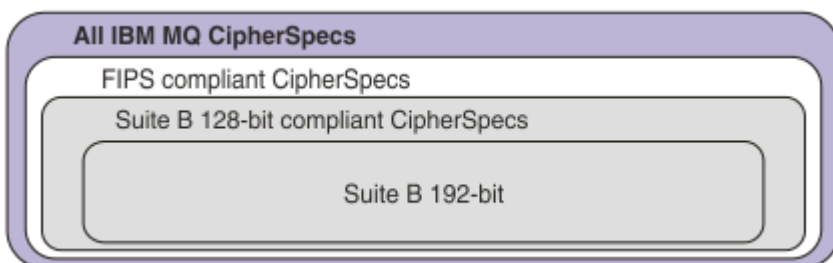 All IBM MQ CipherSpecs
FIPS compliant CipherSpecs
Suite B 128-bit compliant CipherSpecs
Suite B 192-bit